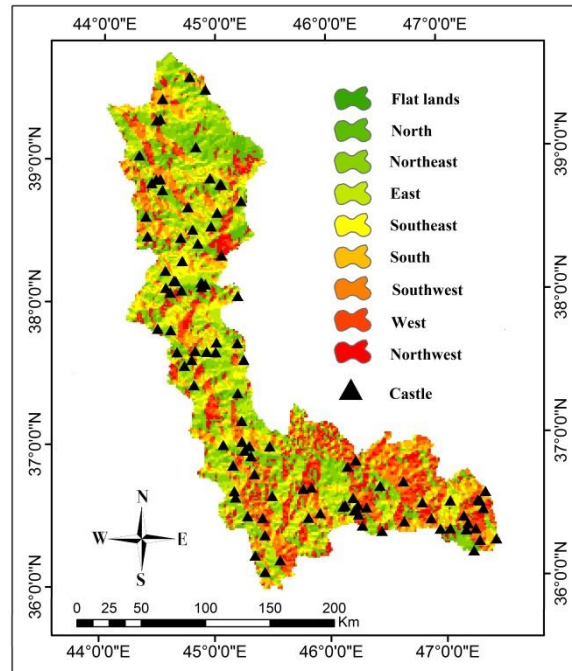 44°0'0"E 45°0'0"E 46°0'0"E 47°0'0"E
39°0'0"N
38°0'0"N
37°0'0"N
36°0'0"N
Flat lands
North
Northeast
East
Southeast
South
Southwest
West
Northwest
Castle
39°0'0"N
38°0'0"N
37°0'0"N
36°0'0"N
N
W E
S
0 25 50 100 150 200
Km
44°0'0"E 45°0'0"E 46°0'0"E 47°0'0"E